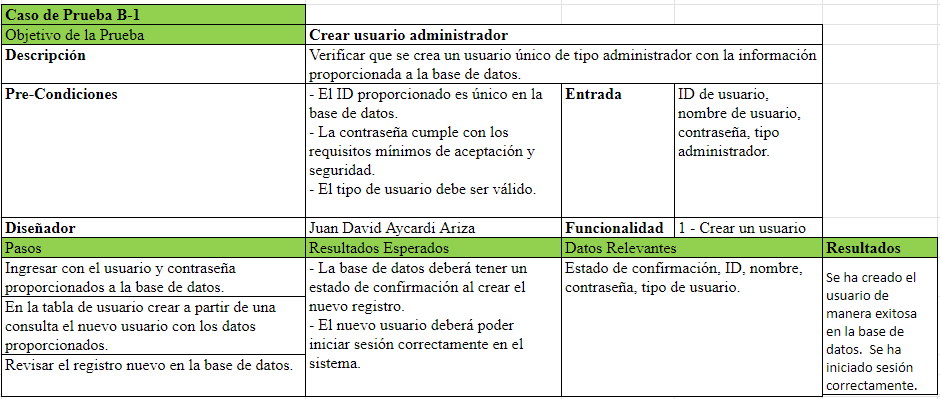 Caso de Prueba B-1
Objetivo de la Prueba
Crear usuario administrador
Descripción
Verificar que se crea un usuario único de tipo administrador con la información
proporcionada a la base de datos.
Pre-Condiciones
- El ID proporcionado es único en la
base de datos.
- La contraseña cumple con los
requisitos mínimos de aceptación y
seguridad.
- El tipo de usuario debe ser válido.
Entrada
ID de usuario,
nombre de usuario,
contraseña, tipo
administrador.
Diseñador
Juan David Aycardi Ariza
Funcionalidad
1 - Crear un usuario
Pasos
Resultados Esperados
Datos Relevantes
Resultados
Ingresar con el usuario y contraseña
proporcionados a la base de datos.
En la tabla de usuario crear a partir de una
consulta el nuevo usuario con los datos
proporcionados.
Revisar el registro nuevo en la base de datos.
- La base de datos deberá tener un
estado de confirmación al crear el
nuevo registro.
- El nuevo usuario deberá poder
iniciar sesión correctamente en el
sistema.
Estado de confirmación, ID, nombre,
contraseña, tipo de usuario.
Se ha creado el
usuario de
manera exitosa
en la base de
datos. Se ha
iniciado sesión
correctamente.